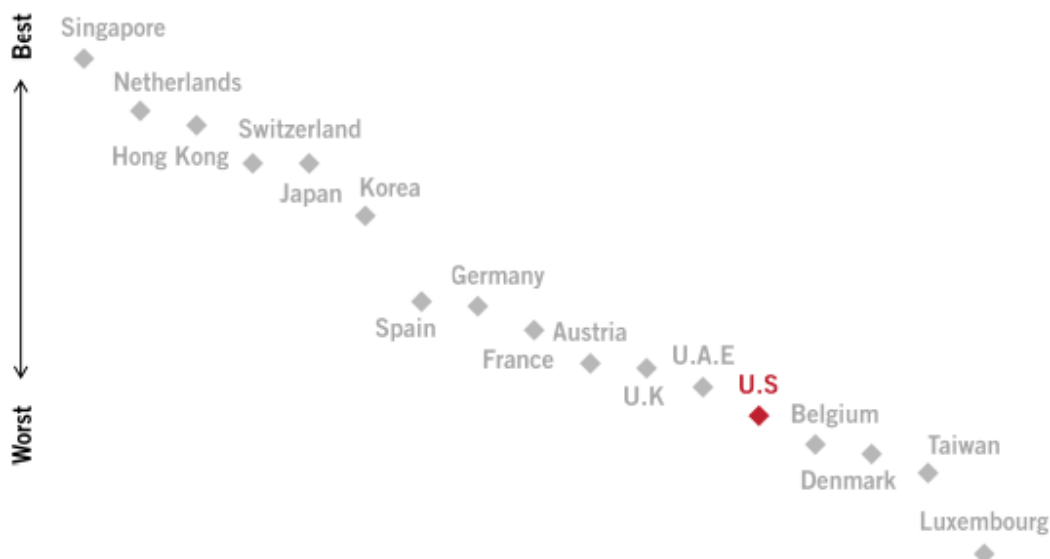 Best
Singapore
Netherlands
Hong Kong
Switzerland
Japan
Korea
Germany
Spain
Austria
France
U.A.E
U.K
U.S
Belgium
Denmark
Taiwan
Luxembourg
Worst